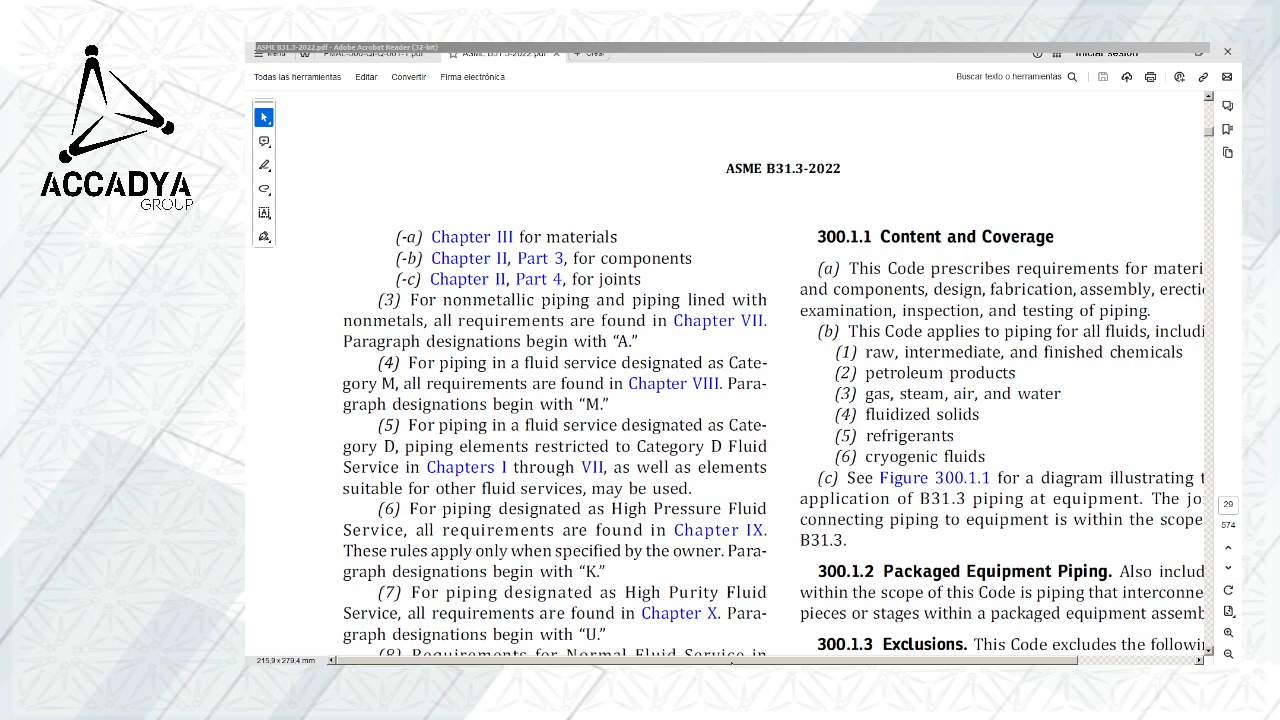 ACCADYA
GROUP
ASME B31.3-2022.pdf - Adobe Acrobat Reader (32-bit)
Todas las herramientas Editar Convertir Firma electrónica Buscar texto o herramientas
ASME B31.3-2022
(-a) Chapter III for materials
(-b) Chapter II, Part 3, for components
(-c) Chapter II, Part 4, for joints
(3) For nonmetallic piping and piping lined with
nonmetals, all requirements are found in Chapter VII.
Paragraph designations begin with “A.”
(4) For piping in a fluid service designated as Cate-
gory M, all requirements are found in Chapter VIII. Para-
graph designations begin with “M.”
(5) For piping in a fluid service designated as Cate-
gory D, piping elements restricted to Category D Fluid
Service in Chapters I through VII, as well as elements
suitable for other fluid services, may be used.
(6) For piping designated as High Pressure Fluid
Service, all requirements are found in Chapter IX.
These rules apply only when specified by the owner. Para-
graph designations begin with “K.”
(7) For piping designated as High Purity Fluid
Service, all requirements are found in Chapter X. Para-
graph designations begin with “U.”
(8) Requirements for Normal Fluid Service in
300.1.1 Content and Coverage
(a) This Code prescribes requirements for materi
and components, design, fabrication, assembly, erecti
examination, inspection, and testing of piping.
(b) This Code applies to piping for all fluids, includi
(1) raw, intermediate, and finished chemicals
(2) petroleum products
(3) gas, steam, air, and water
(4) fluidized solids
(5) refrigerants
(6) cryogenic fluids
(c) See Figure 300.1.1 for a diagram illustrating t
application of B31.3 piping at equipment. The jo
connecting piping to equipment is within the scope
B31.3.
300.1.2 Packaged Equipment Piping. Also includ
within the scope of this Code is piping that interconne
pieces or stages within a packaged equipment assemb
300.1.3 Exclusions. This Code excludes the followi
29
574
215,9 x 279,4 mm